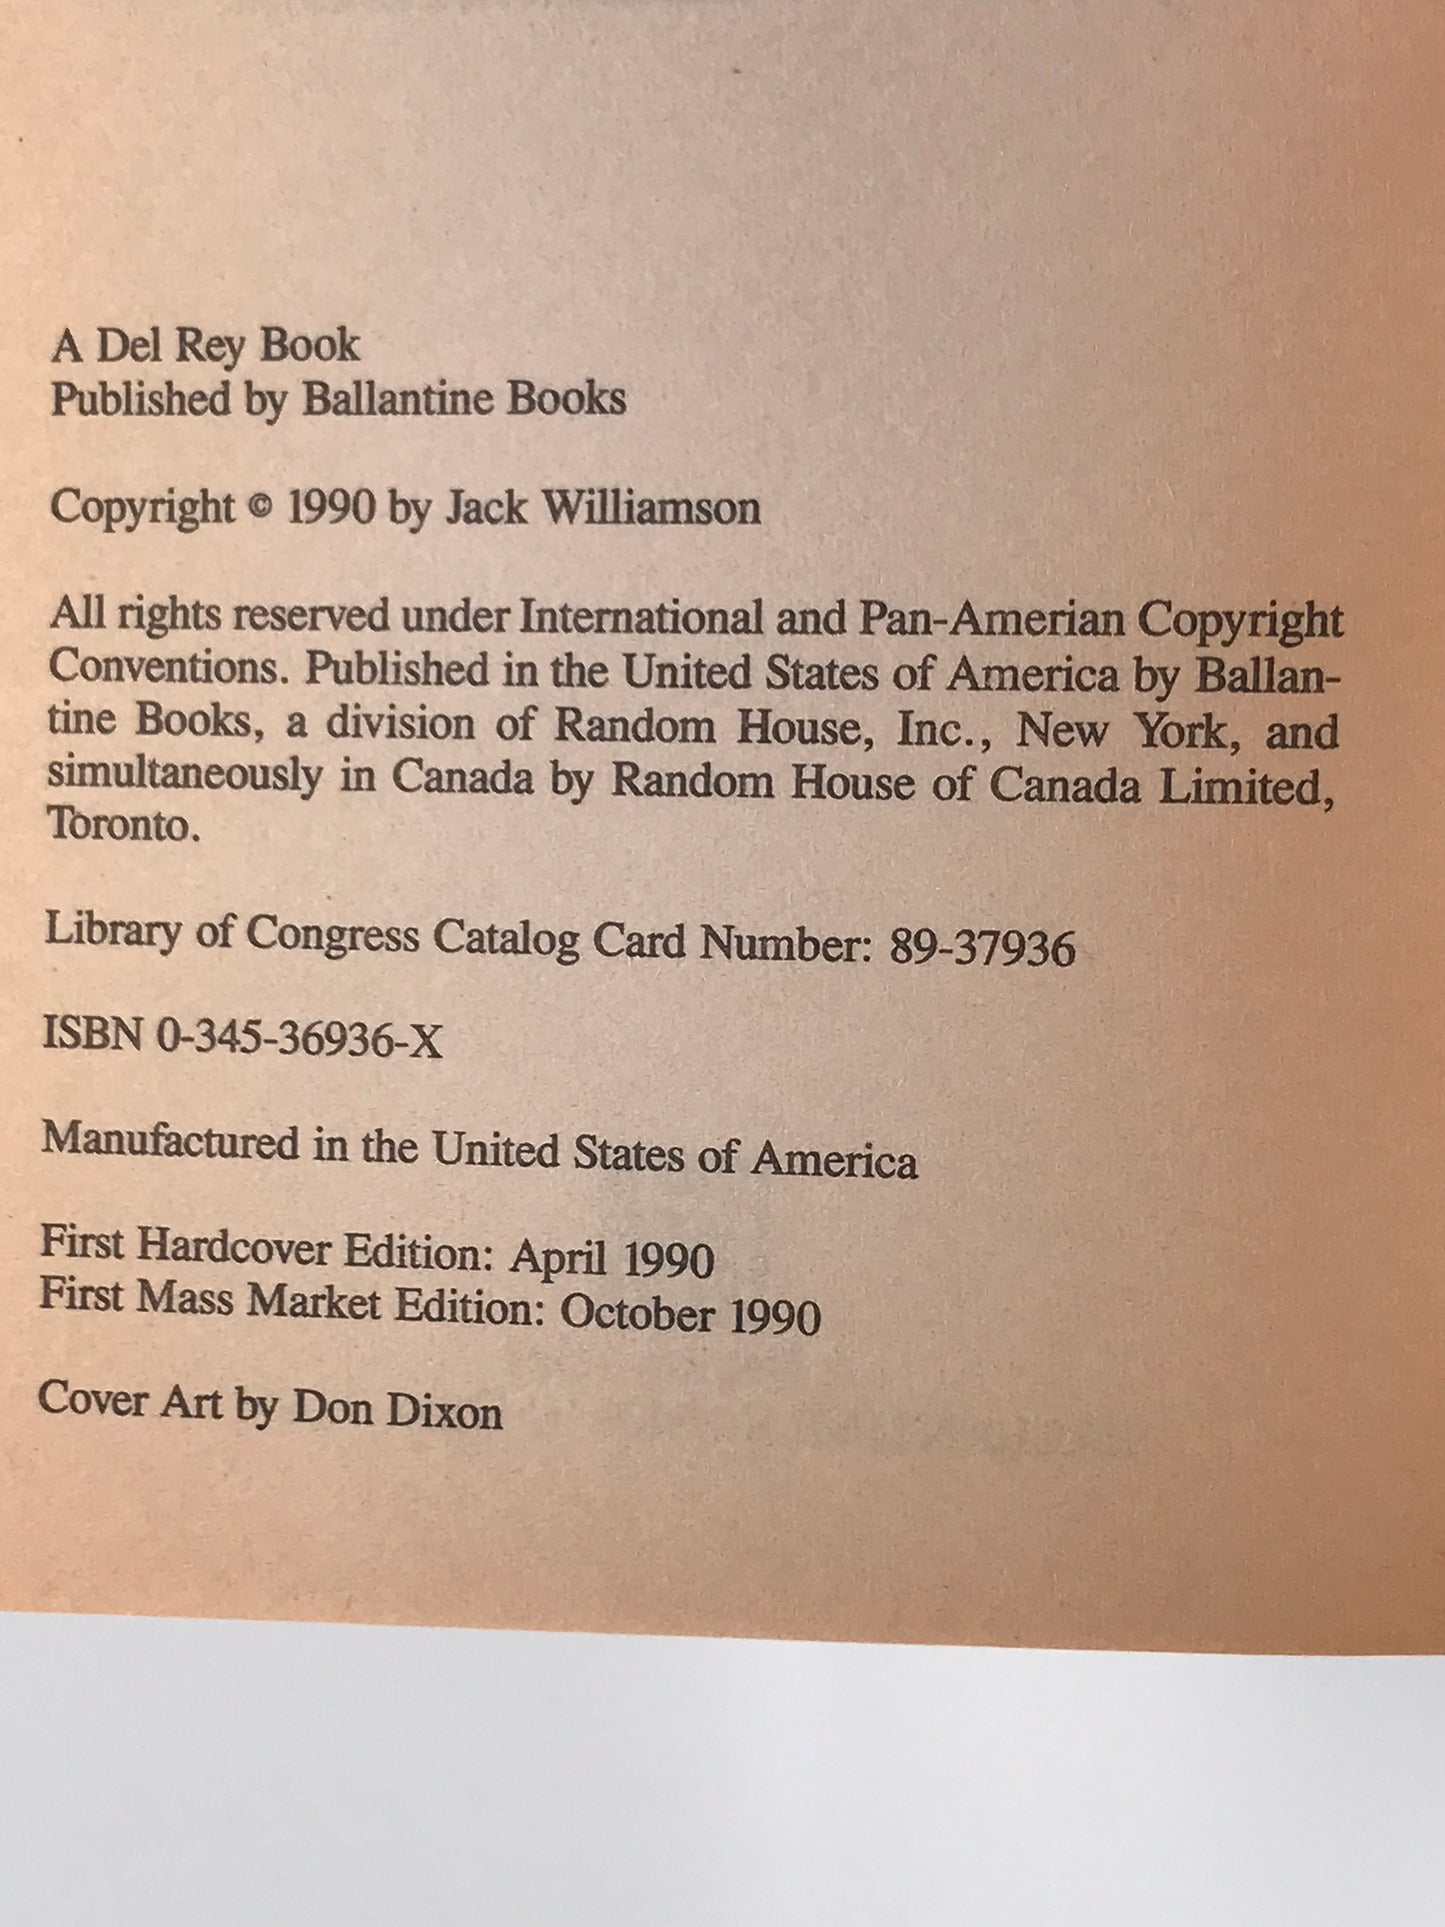 A Del Rey Book
Published by Ballantine Books
Copyright © 1990 by Jack Williamson
All rights reserved under International and Pan-Amerian Copyright
Conventions. Published in the United States of America by Ballan-
tine Books, a division of Random House, Inc., New York, and
simultaneously in Canada by Random House of Canada Limited,
Toronto.
Library of Congress Catalog Card Number: 89-37936
ISBN 0-345-36936-X
Manufactured in the United States of America
First Hardcover Edition: April 1990
First Mass Market Edition: October 1990
Cover Art by Don Dixon